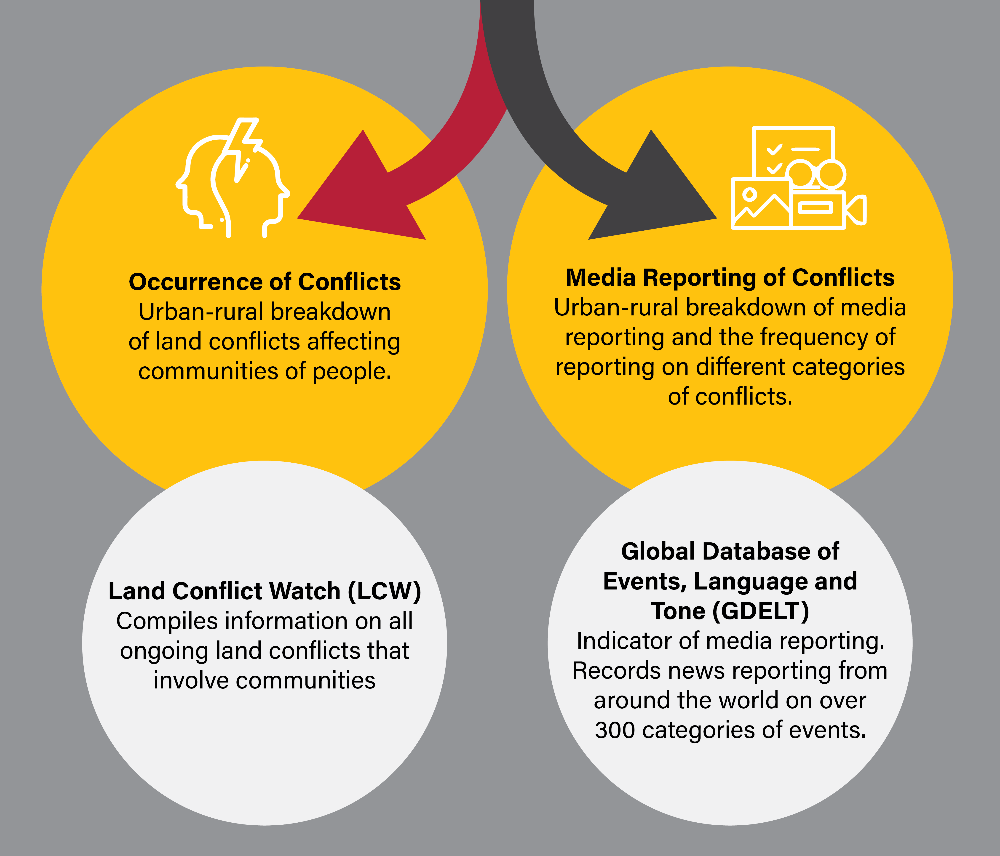 Occurrence of Conflicts
Urban-rural breakdown
of land conflicts affecting
communities of people.
Media Reporting of Conflicts
Urban-rural breakdown of media
reporting and the frequency of
reporting on different categories
of conflicts.
Land Conflict Watch (LCW)
Compiles information on all
ongoing land conflicts that
involve communities
Global Database of
Events, Language and
Tone (GDELT)
Indicator of media reporting.
Records news reporting from
around the world on over
300 categories of events.